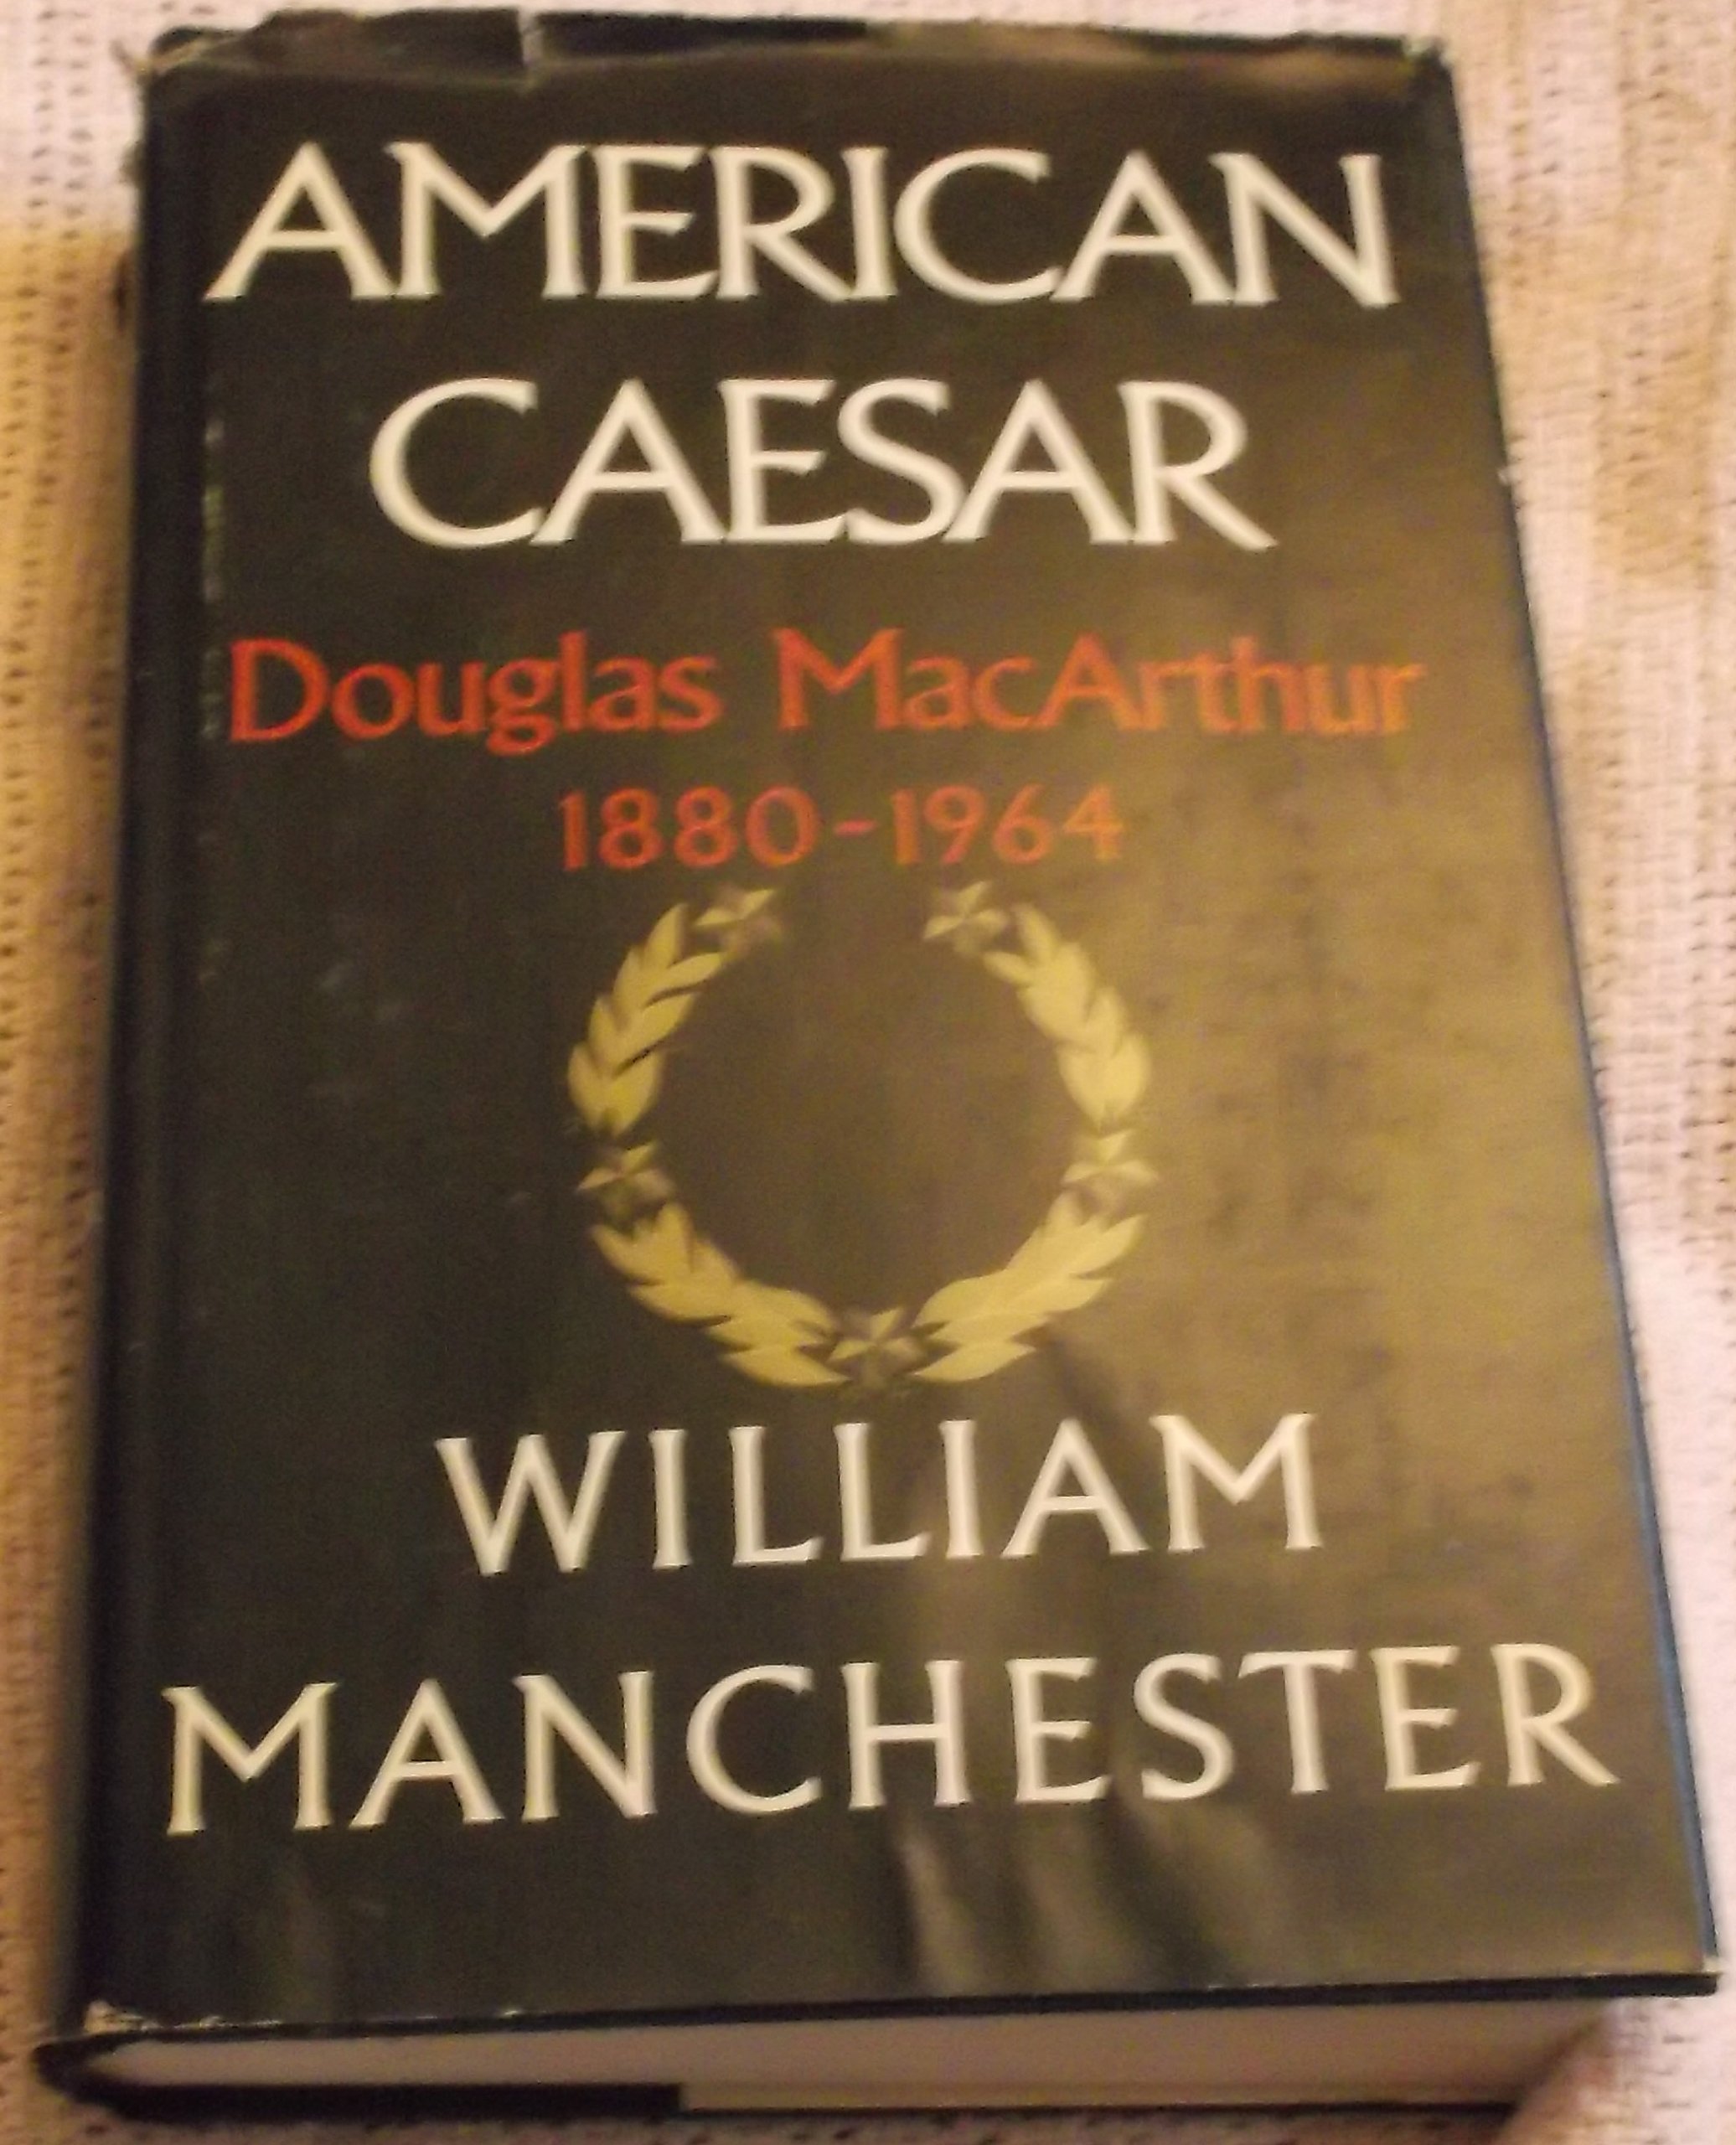 AMERICAN
CAESAR
Douglas MacArthur
1880-1964
WILLIAM
MANCHESTER